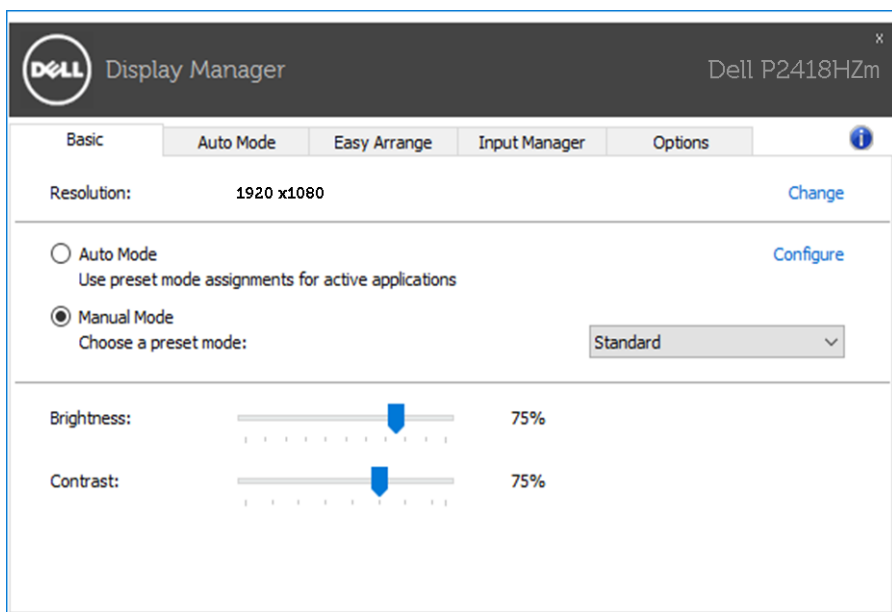 DELL Display Manager
x
Dell P2418HZm
Basic Auto Mode Easy Arrange Input Manager Options i
Resolution: 1920 x1080 Change
Auto Mode Configure
Use preset mode assignments for active applications
Manual Mode
Choose a preset mode: Standard
Brightness: 75%
Contrast: 75%